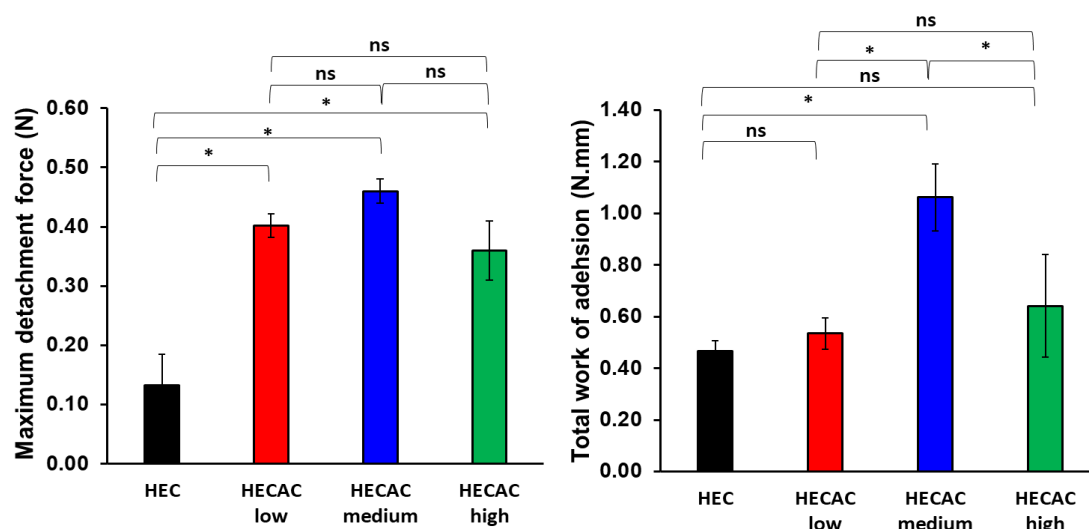 ns
ns
ns
*
*
*
Maximum detachment force (N)
0.60
0.50
0.40
0.30
0.20
0.10
0.00
HEC
HECAC
low
HECAC
medium
HECAC
high
ns
*
*
ns
*
ns
Total work of adehsion (N.mm)
1.40
1.20
1.00
0.80
0.60
0.40
0.20
0.00
HEC
HECAC
low
HECAC
medium
HECAC
high